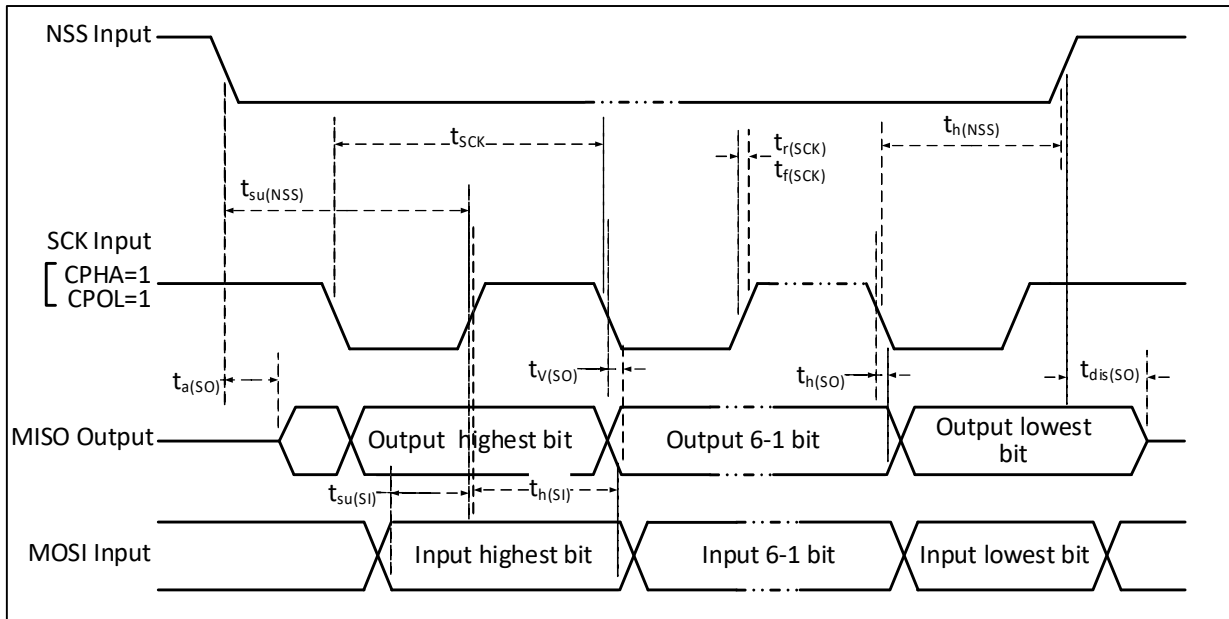 NSS Input
tSCK
tr(SCK)
tf(SCK)
th(NSS)
tsu(NSS)
SCK Input
CPHA=1
CPOL=1
ta(SO)
tV(SO)
th(SO)
tdis(SO)
MISO Output
Output highest bit
Output 6-1 bit
Output lowest
bit
tsu(SI)
th(SI)
MOSI Input
Input highest bit
Input 6-1 bit
Input lowest bit